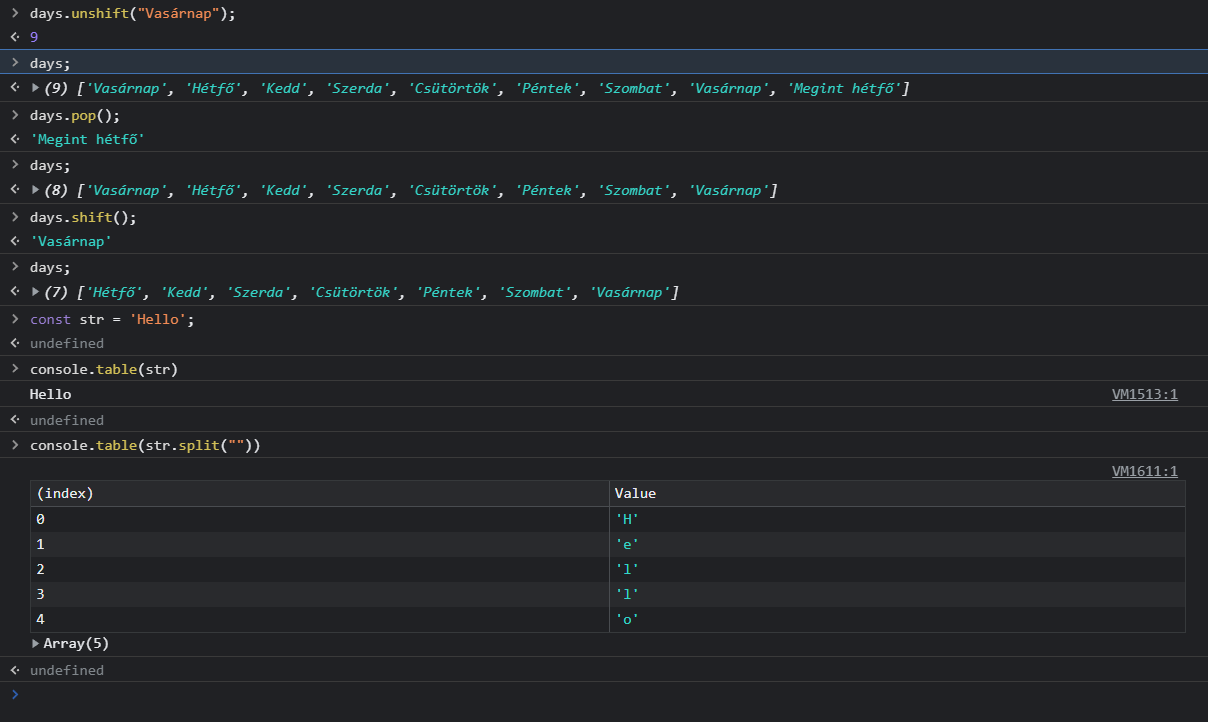 days.unshift("Vasárnap");
9
days;
(9) ['Vasárnap', 'Hétfő', 'Kedd', 'Szerda', 'Csütörtök', 'Péntek', 'Szombat', 'Vasárnap', 'Megint hétfő']
days.pop();
'Megint hétfő'
days;
(8) ['Vasárnap', 'Hétfő', 'Kedd', 'Szerda', 'Csütörtök', 'Péntek', 'Szombat', 'Vasárnap']
days.shift();
'Vasárnap'
days;
(7) ['Hétfő', 'Kedd', 'Szerda', 'Csütörtök', 'Péntek', 'Szombat', 'Vasárnap']
const str = 'Hello';
undefined
console.table(str)
Hello VM1513:1
undefined
console.table(str.split(""))
VM1611:1
(index) Value
0 'H'
1 'e'
2 'l'
3 'l'
4 'o'
Array(5)
undefined